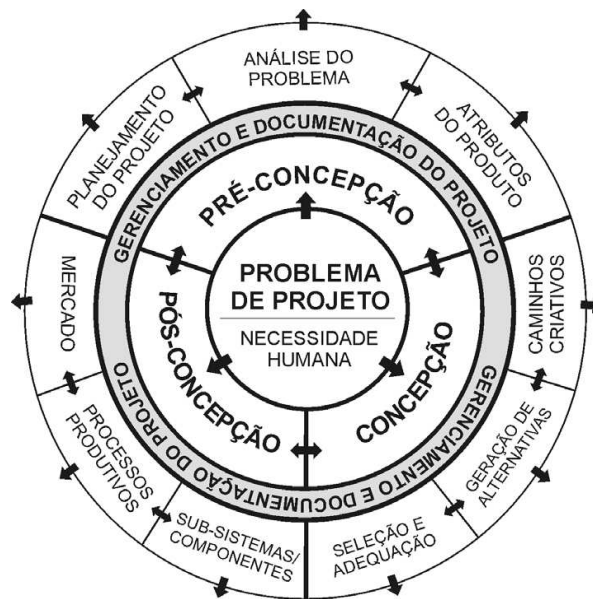 ANÁLISE DO
PROBLEMA
ATRIBUTOS
DO PRODUTO
CAMINHOS
CRIATIVOS
GERAÇÃO DE
ALTERNATIVAS
SELEÇÃO E
ADEQUAÇÃO
SUB-SISTEMAS/
COMPONENTES
PROCESSOS
PRODUTIVOS
MERCADO
PLANEJAMENTO
DO PROJETO
GERENCIAMENTO E DOCUMENTAÇÃO DO PROJETO
GERENCIAMENTO E DOCUMENTAÇÃO DO PROJETO
PRÉ-CONCEPÇÃO
CONCEPÇÃO
PÓS-CONCEPÇÃO
PROBLEMA
DE PROJETO
NECESSIDADE
HUMANA